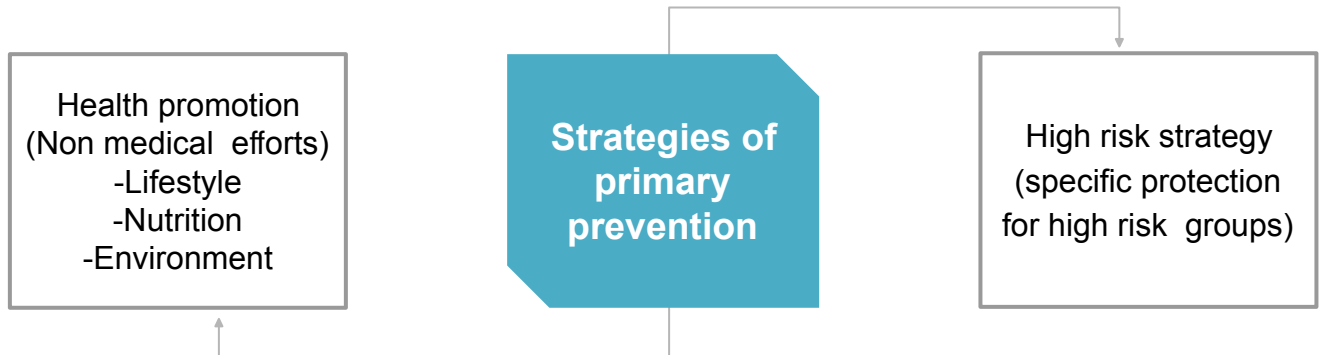 Health promotion
(Non medical efforts)
-Lifestyle
-Nutrition
-Environment
Strategies of
primary
prevention
High risk strategy
(specific protection
for high risk groups)